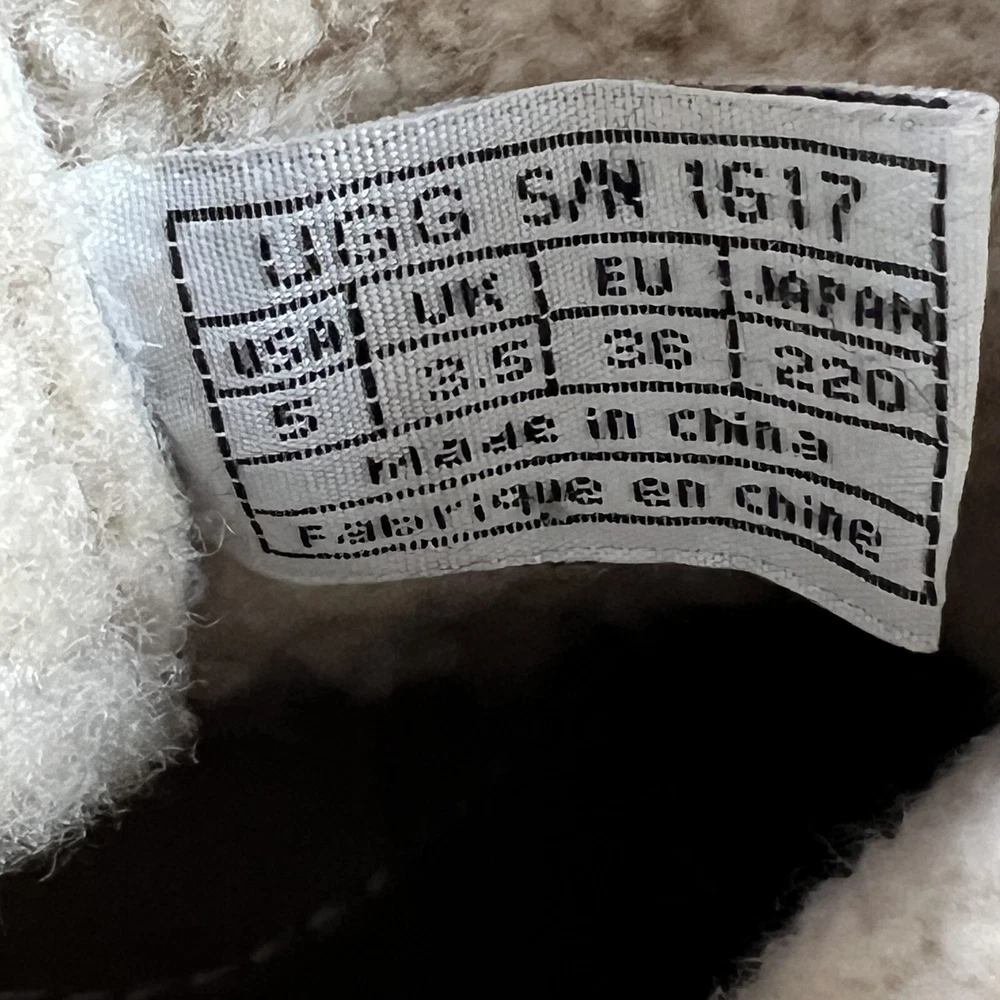 UGG S/N 1617
USA UK EU JAPAN
5 3.5 36 220
made in china
Fabrique en chine